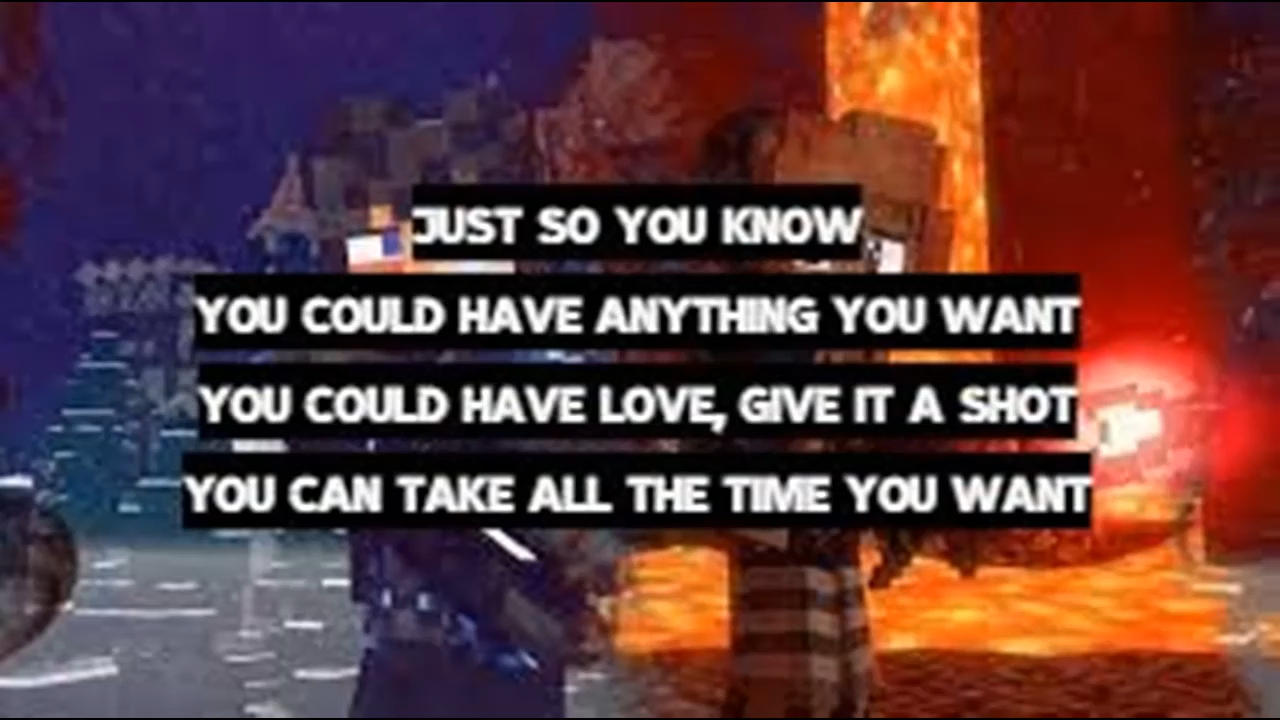 JUST SO YOU KNOW
YOU COULD HAVE ANYTHING YOU WANT
YOU COULD HAVE LOVE, GIVE IT A SHOT
YOU CAN TAKE ALL THE TIME YOU WANT